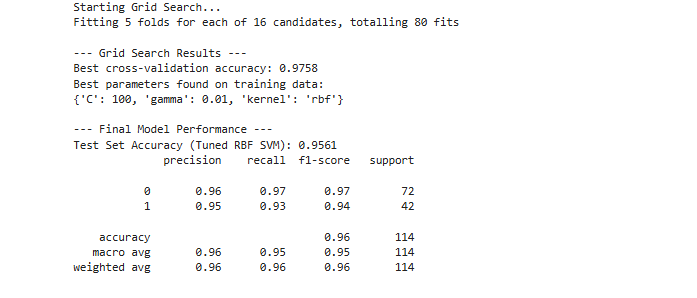 Starting Grid Search...
Fitting 5 folds for each of 16 candidates, totalling 80 fits
--- Grid Search Results ---
Best cross-validation accuracy: 0.9758
Best parameters found on training data:
{'C': 100, 'gamma': 0.01, 'kernel': 'rbf'}
--- Final Model Performance ---
Test Set Accuracy (Tuned RBF SVM): 0.9561
precision recall f1-score support
0 0.96 0.97 0.97 72
1 0.95 0.93 0.94 42
accuracy 0.96 114
macro avg 0.96 0.95 0.95 114
weighted avg 0.96 0.96 0.96 114